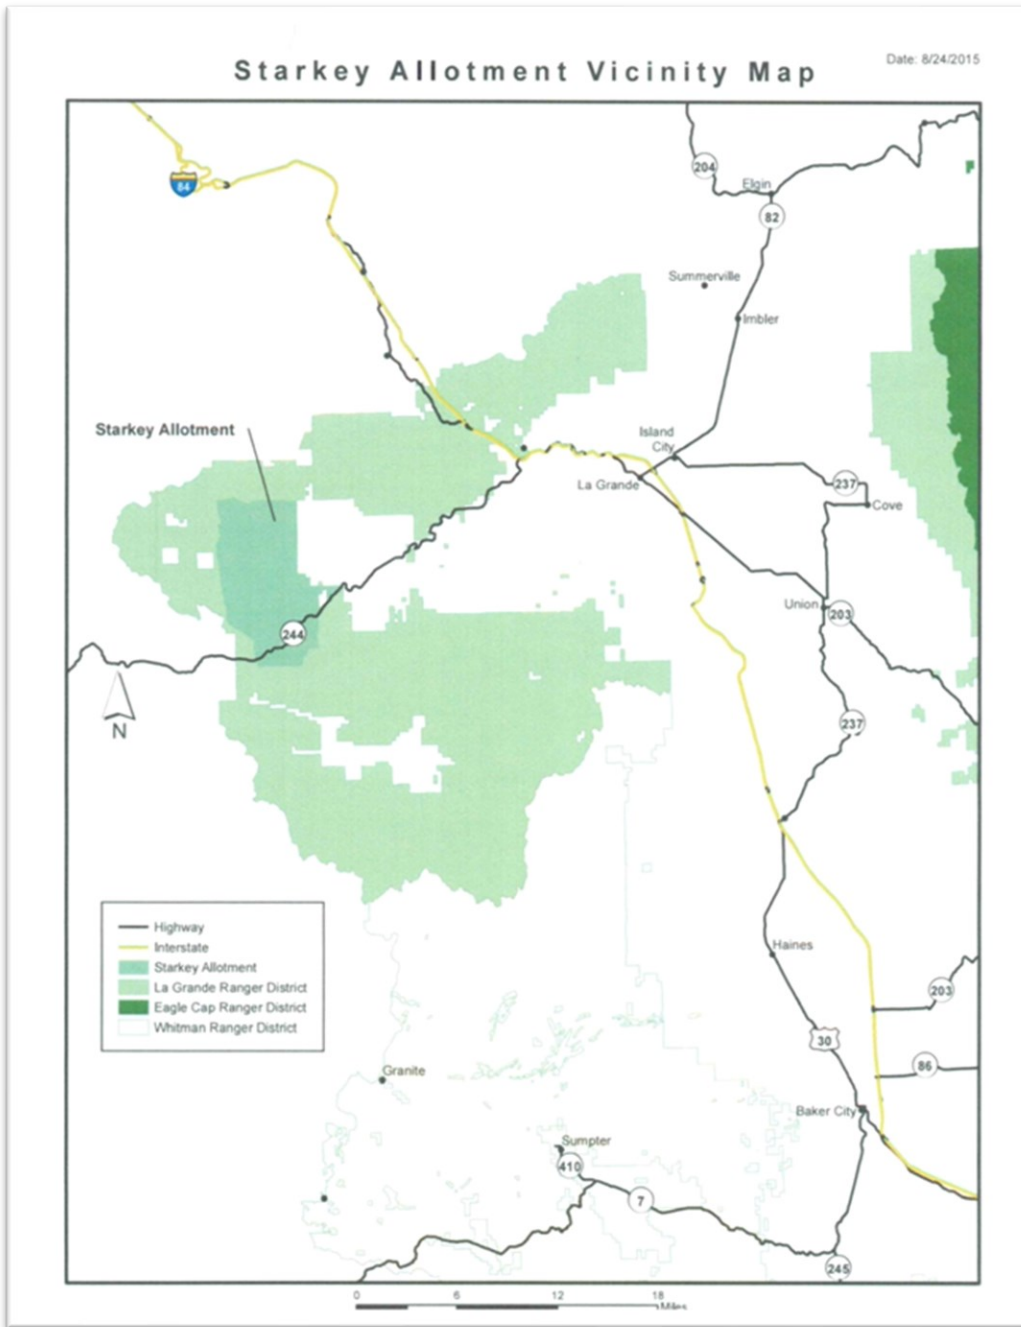 Starkey Allotment Vicinity Map
Date: 8/24/2015
84
204
Elgin
82
Summerville
Imbler
Starkey Allotment
Island
City
La Grande
237
Cove
Union
203
244
N
237
Highway
Interstate
Starkey Allotment
La Grande Ranger District
Eagle Cap Ranger District
Whitman Ranger District
Haines
203
30
86
Granite
Baker City
Sumpter
410
7
245
0 6 12 18
Miles